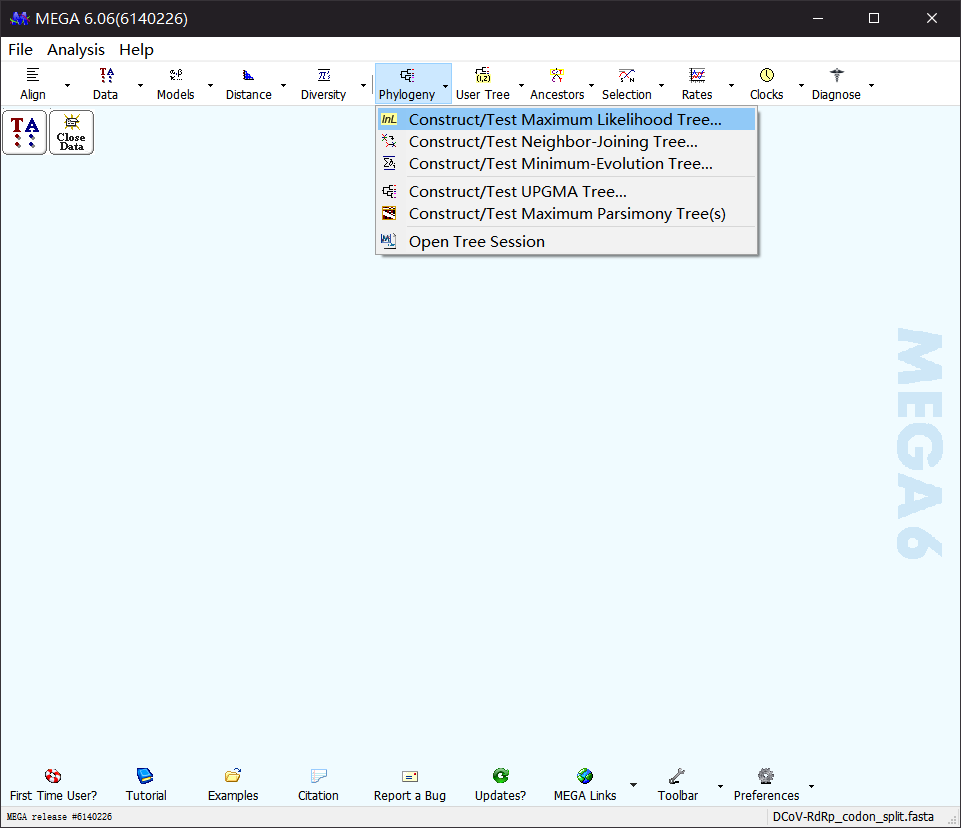 MEGA 6.06(6140226)
File Analysis Help
Align Data Models Distance Diversity Phylogeny User Tree Ancestors Selection Rates Clocks Diagnose
TA Close Data
lnL Construct/Test Maximum Likelihood Tree...
Construct/Test Neighbor-Joining Tree...
Construct/Test Minimum-Evolution Tree...
Construct/Test UPGMA Tree...
Construct/Test Maximum Parsimony Tree(s)
Open Tree Session
MEGA6
First Time User? Tutorial Examples Citation Report a Bug Updates? MEGA Links Toolbar Preferences
MEGA release #6140226 DCoV-RdRp_codon_split.fasta